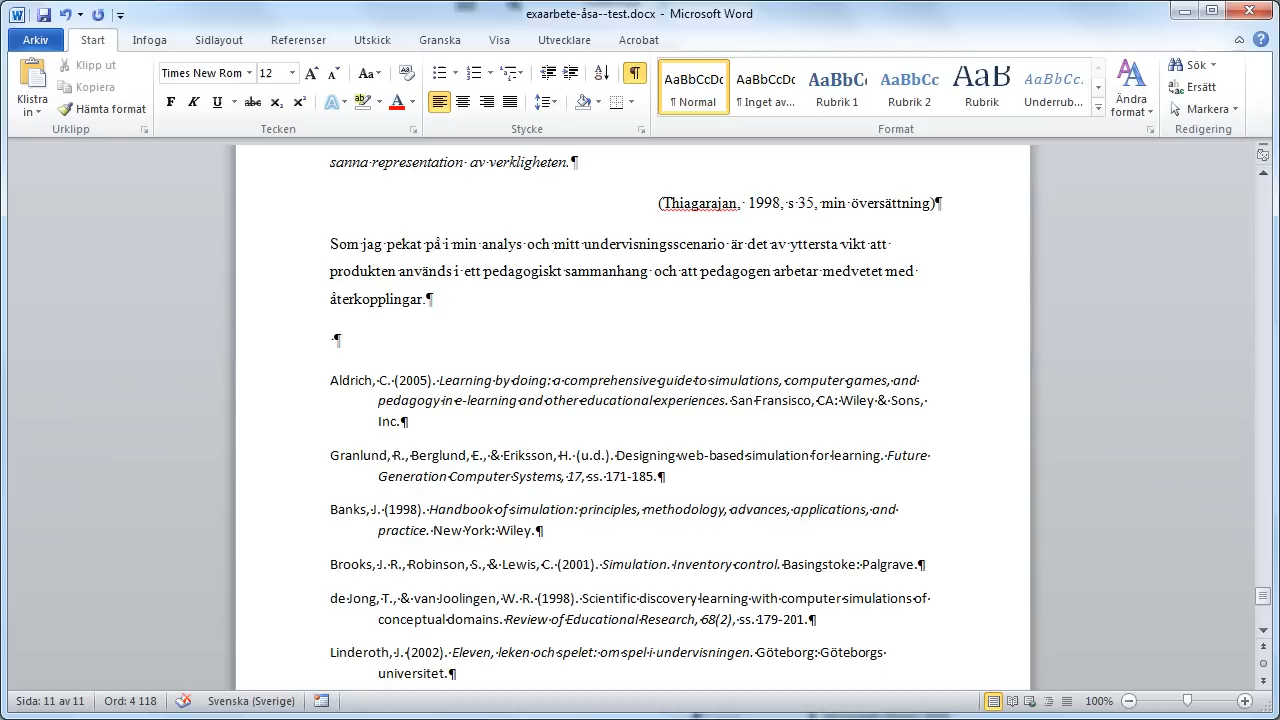 exaarbete-åsa--test.docx - Microsoft Word
Arkiv Start Infoga Sidlayout Referenser Utskick Granska Visa Utvecklare Acrobat
Klistra in
Klipp ut
Kopiera
Hämta format
Urklipp
Times New Rom 12
F K U abc x₂ x²
Tecken
Stycke
AaBbCcDc AaBbCcDc AaBbC AaBbCc AaB AaBbCc.
¶ Normal ¶ Inget av... Rubrik 1 Rubrik 2 Rubrik Underrub...
Ändra format
Format
Sök
Ersätt
Markera
Redigering
sanna representation av verkligheten.¶
(Thiagarajan, 1998, s 35, min översättning)¶
Som jag pekat på i min analys och mitt undervisningsscenario är det av yttersta vikt att
produkten används i ett pedagogiskt sammanhang och att pedagogen arbetar medvetet med
återkopplingar.¶
¶
Aldrich, C. (2005). Learning by doing: a comprehensive guide to simulations, computer games, and
pedagogy in e-learning and other educational experiences. San Fransisco, CA: Wiley & Sons,
Inc.¶
Granlund, R., Berglund, E., & Eriksson, H. (u.d.). Designing web-based simulation for learning. Future
Generation Computer Systems, 17, ss. 171-185.¶
Banks, J. (1998). Handbook of simulation: principles, methodology, advances, applications, and
practice. New York: Wiley.¶
Brooks, J. R., Robinson, S., & Lewis, C. (2001). Simulation. Inventory control. Basingstoke: Palgrave.¶
de Jong, T., & van Joolingen, W. R. (1998). Scientific discovery learning with computer simulations of
conceptual domains. Review of Educational Research, 68(2), ss. 179-201.¶
Linderoth, J. (2002). Eleven, leken och spelet: om spel i undervisningen. Göteborg: Göteborgs
universitet.¶
Sida: 11 av 11 Ord: 4 118 Svenska (Sverige) 100%